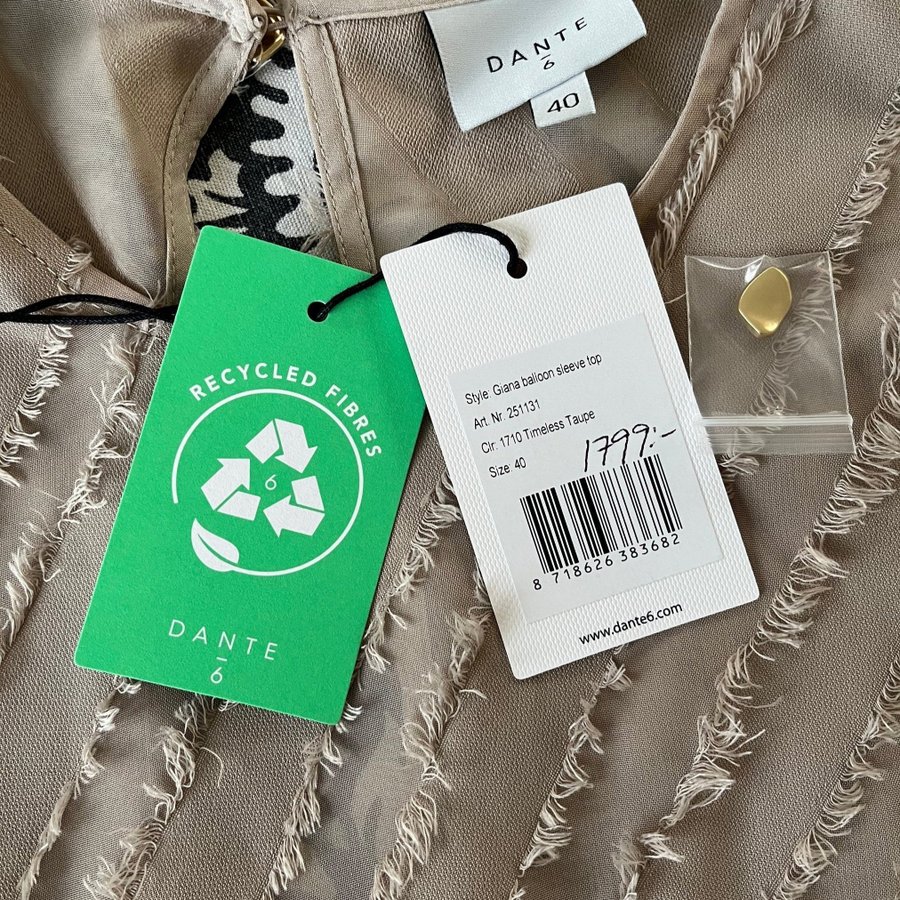 DANTE
6
40
RECYCLED FIBRES
6
DANTE
6
Style: Giana balloon sleeve top
Art. Nr. 251131
Clr: 1710 Timeless Taupe
Size: 40
1799:-
8 718626 383682
www.dante6.com